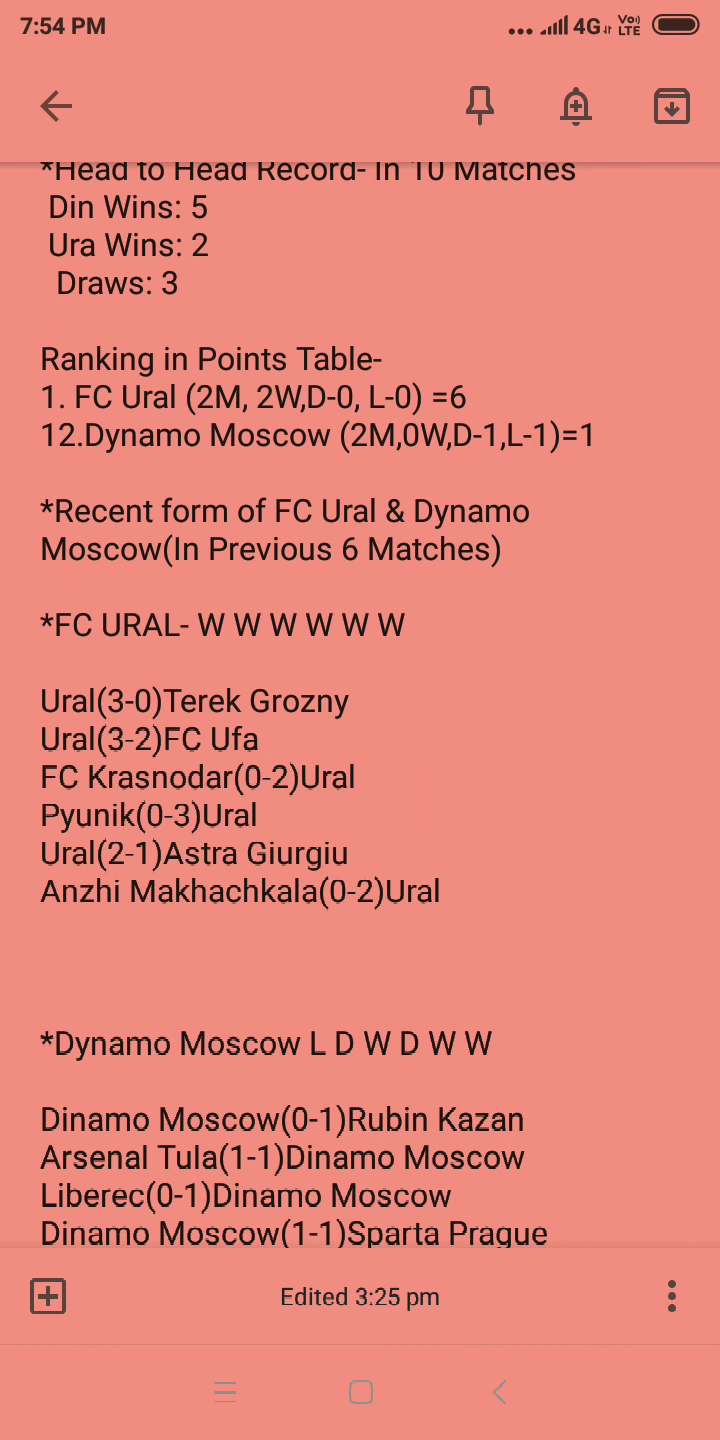 7:54 PM
4G Vo)) LTE
*Head to Head Record- In 10 Matches
Din Wins: 5
Ura Wins: 2
Draws: 3
Ranking in Points Table-
1. FC Ural (2M, 2W,D-0, L-0) =6
12.Dynamo Moscow (2M,0W,D-1,L-1)=1
*Recent form of FC Ural & Dynamo
Moscow(In Previous 6 Matches)
*FC URAL- W W W W W W
Ural(3-0)Terek Grozny
Ural(3-2)FC Ufa
FC Krasnodar(0-2)Ural
Pyunik(0-3)Ural
Ural(2-1)Astra Giurgiu
Anzhi Makhachkala(0-2)Ural
*Dynamo Moscow L D W D W W
Dinamo Moscow(0-1)Rubin Kazan
Arsenal Tula(1-1)Dinamo Moscow
Liberec(0-1)Dinamo Moscow
Dinamo Moscow(1-1)Sparta Prague
Edited 3:25 pm